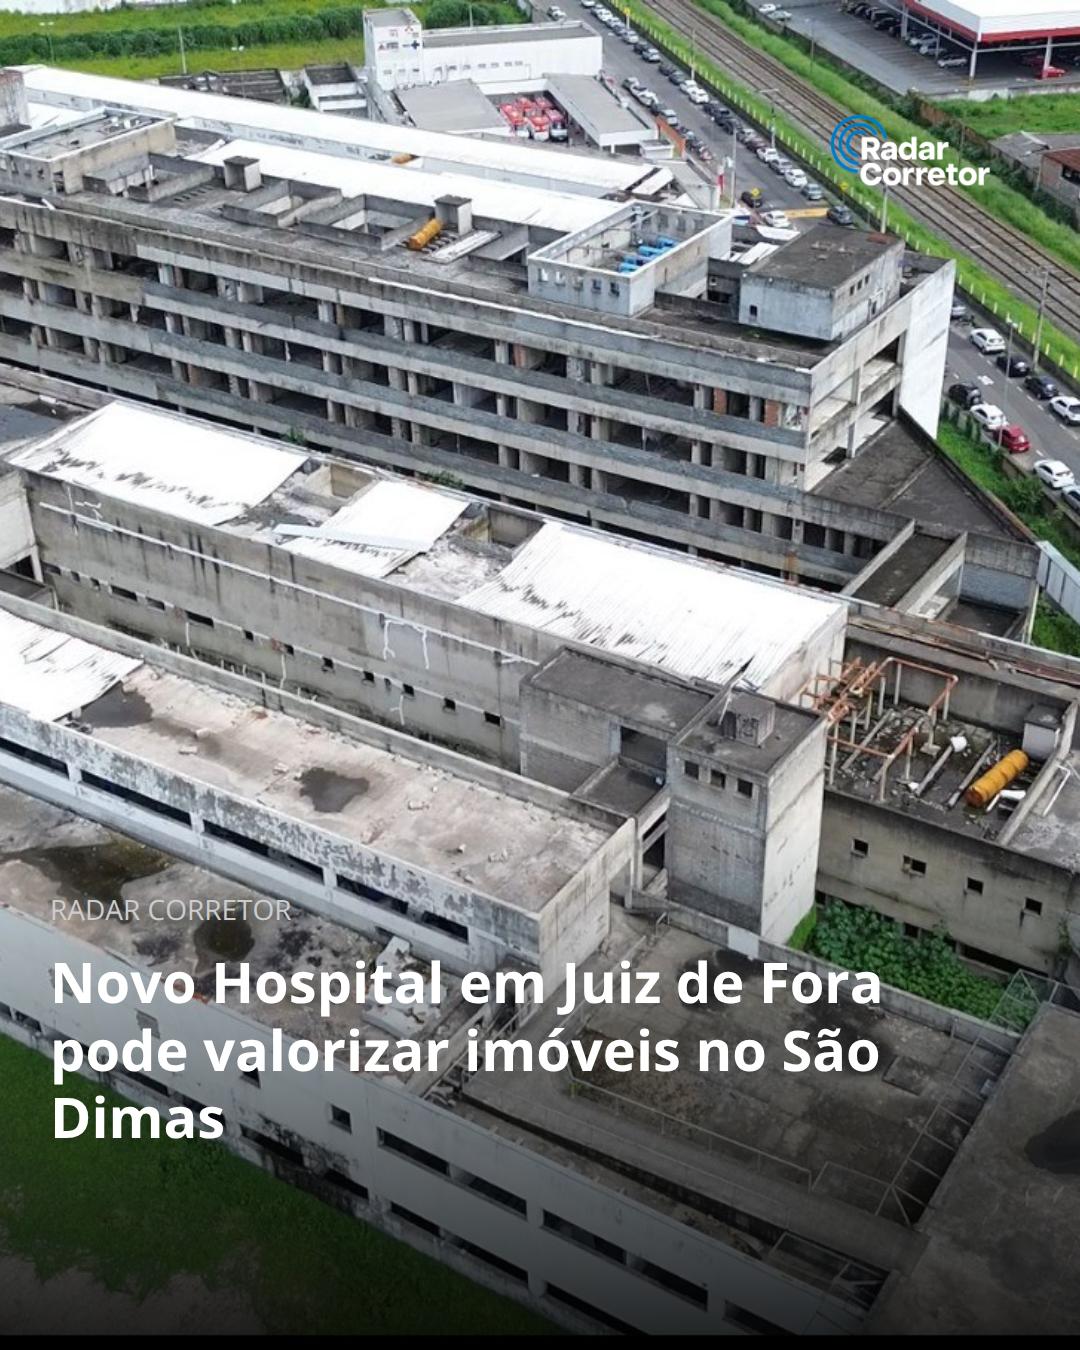 Radar
Corretor
RADAR CORRETOR
Novo Hospital em Juiz de Fora
pode valorizar imóveis no São
Dimas